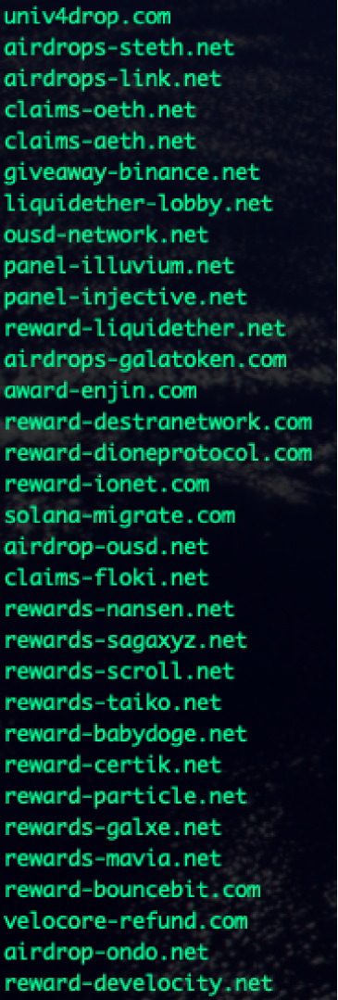 univ4drop.com
airdrops-steth.net
airdrops-link.net
claims-oeth.net
claims-aeth.net
giveaway-binance.net
liquidether-lobby.net
ousd-network.net
panel-illuvium.net
panel-injective.net
reward-liquidether.net
airdrops-galatoken.com
award-enjin.com
reward-destranetwork.com
reward-dioneprotocol.com
reward-ionet.com
solana-migrate.com
airdrop-ousd.net
claims-floki.net
rewards-nansen.net
rewards-sagaxyz.net
rewards-scroll.net
rewards-taiko.net
reward-babydoge.net
reward-certik.net
reward-particle.net
rewards-galxe.net
rewards-mavia.net
reward-bouncebit.com
velocore-refund.com
airdrop-ondo.net
reward-develocity.net